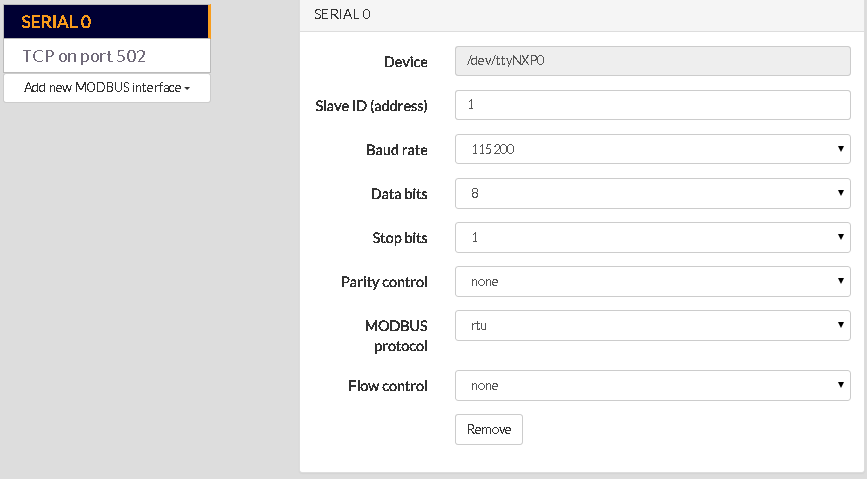 SERIAL 0
TCP on port 502
Add new MODBUS interface
SERIAL 0
Device /dev/ttyNXP0
Slave ID (address) 1
Baud rate 115200
Data bits 8
Stop bits 1
Parity control none
MODBUS rtu
protocol
Flow control none
Remove